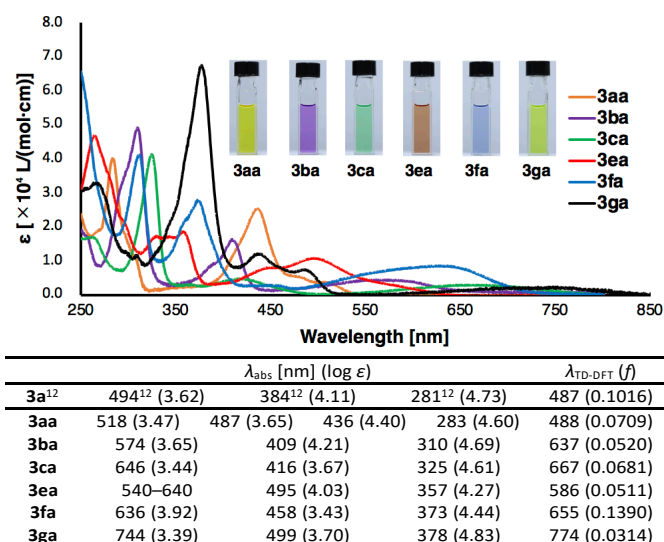 8.0
7.0
6.0
5.0
4.0
3.0
2.0
1.0
0.0
ε [ × 10⁴ L/(mol·cm)]
3aa 3ba 3ca 3ea 3fa 3ga
3aa
3ba
3ca
3ea
3fa
3ga
250 350 450 550 650 750 850
Wavelength [nm]
λabs [nm] (log ε) λTD-DFT (f)
3a¹² 494¹² (3.62) 384¹² (4.11) 281¹² (4.73) 487 (0.1016)
3aa 518 (3.47) 487 (3.65) 436 (4.40) 283 (4.60) 488 (0.0709)
3ba 574 (3.65) 409 (4.21) 310 (4.69) 637 (0.0520)
3ca 646 (3.44) 416 (3.67) 325 (4.61) 667 (0.0681)
3ea 540–640 495 (4.03) 357 (4.27) 586 (0.0511)
3fa 636 (3.92) 458 (3.43) 373 (4.44) 655 (0.1390)
3ga 744 (3.39) 499 (3.70) 378 (4.83) 774 (0.0314)